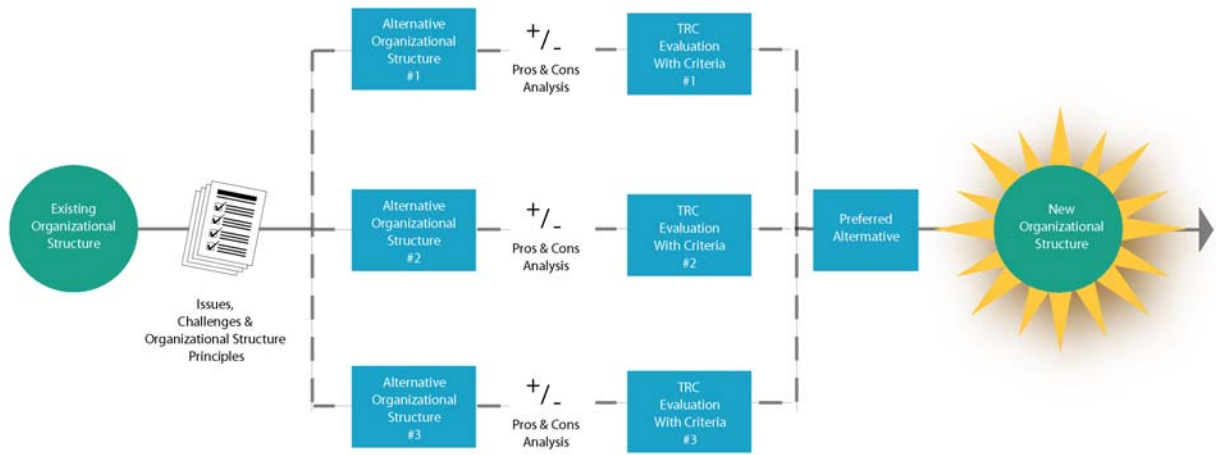 Existing
Organizational
Structure
Issues,
Challenges &
Organizational Structure
Principles
Alternative
Organizational
Structure
#1
+/-
Pros & Cons
Analysis
TRC
Evaluation
With Criteria
#1
Alternative
Organizational
Structure
#2
+/-
Pros & Cons
Analysis
TRC
Evaluation
With Criteria
#2
Alternative
Organizational
Structure
#3
+/-
Pros & Cons
Analysis
TRC
Evaluation
With Criteria
#3
Preferred
Altermative
New
Organizational
Structure